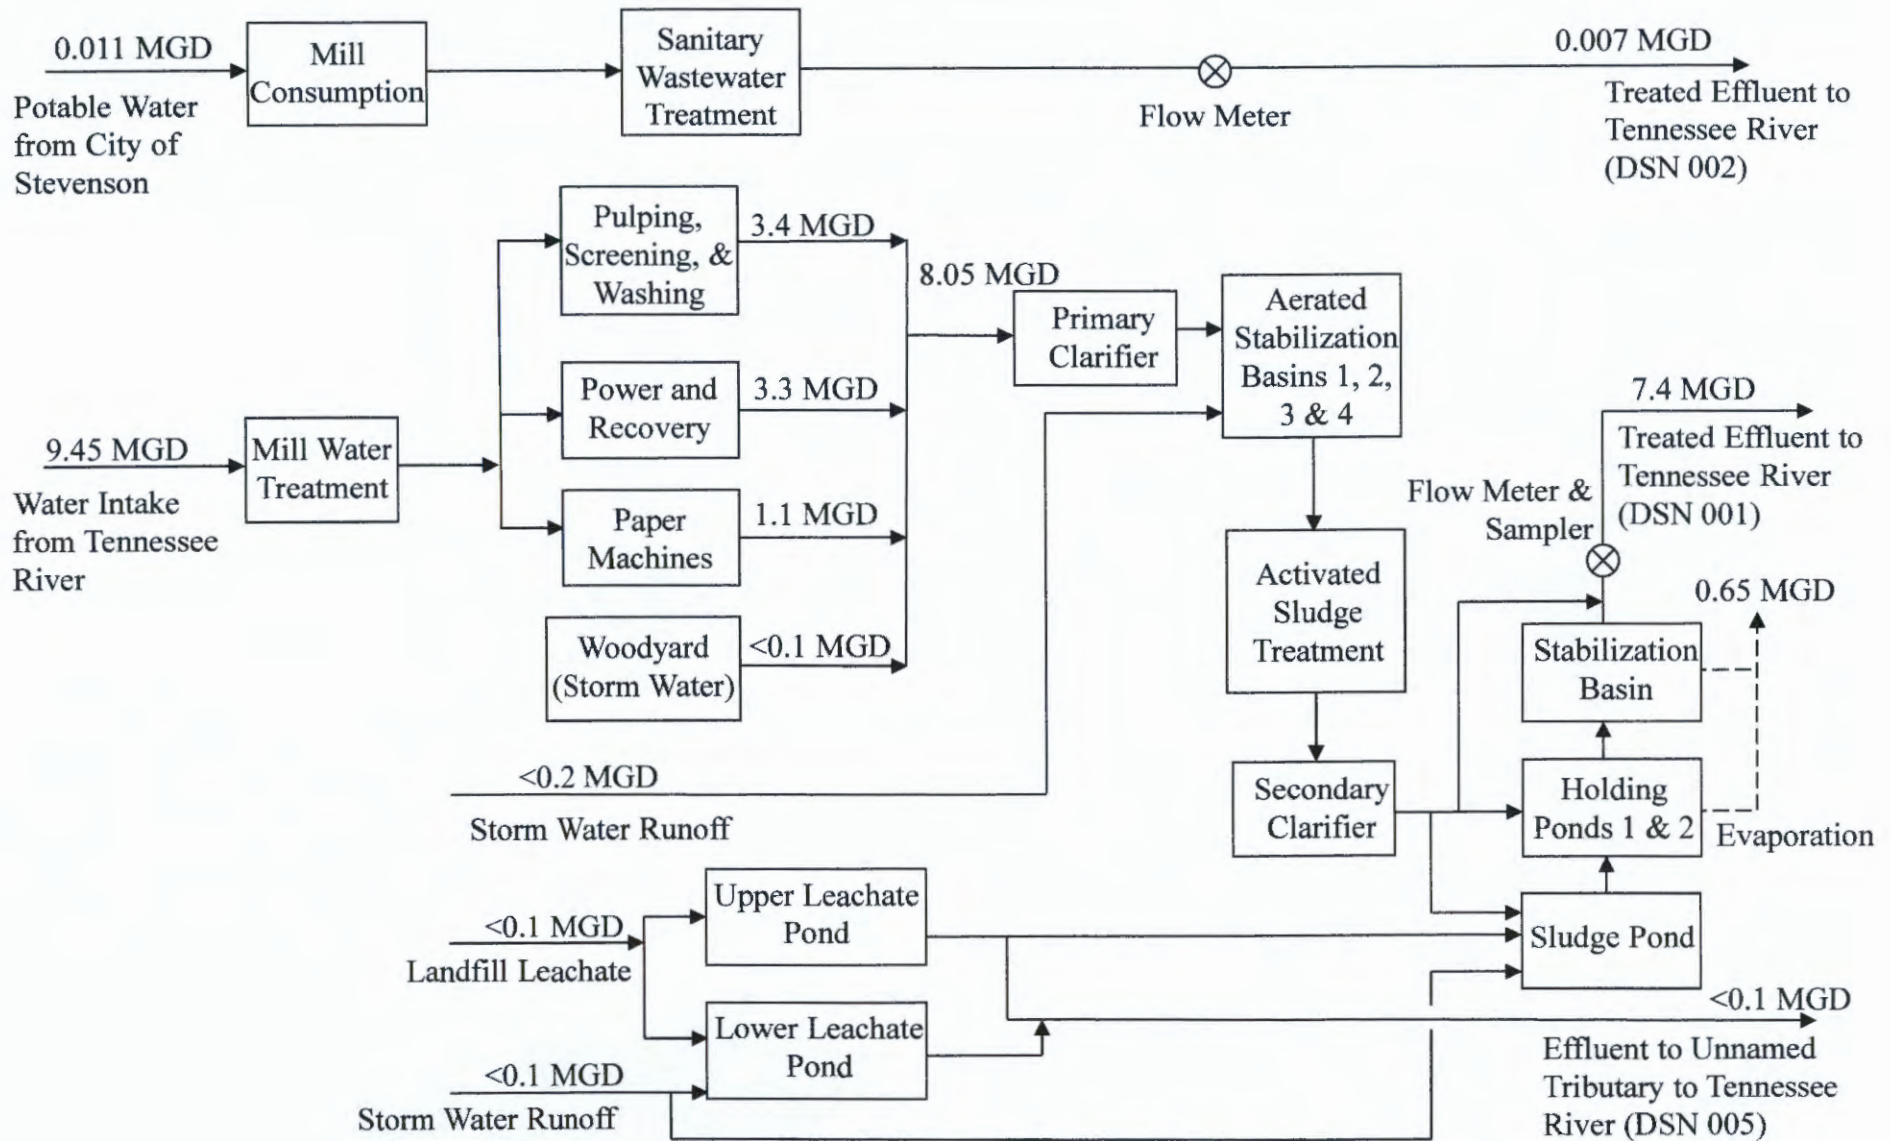 0.011 MGD
Potable Water
from City of
Stevenson
Mill
Consumption
Sanitary
Wastewater
Treatment
Flow Meter
0.007 MGD
Treated Effluent to
Tennessee River
(DSN 002)
9.45 MGD
Water Intake
from Tennessee
River
Mill Water
Treatment
Pulping,
Screening, &
Washing
3.4 MGD
Power and
Recovery
3.3 MGD
Paper
Machines
1.1 MGD
Woodyard
(Storm Water)
<0.1 MGD
8.05 MGD
Primary
Clarifier
Aerated
Stabilization
Basins 1, 2,
3 & 4
<0.2 MGD
Storm Water Runoff
Activated
Sludge
Treatment
Secondary
Clarifier
7.4 MGD
Treated Effluent to
Tennessee River
(DSN 001)
Flow Meter &
Sampler
0.65 MGD
Stabilization
Basin
Holding
Ponds 1 & 2
Evaporation
Sludge Pond
<0.1 MGD
Landfill Leachate
Upper Leachate
Pond
Lower Leachate
Pond
<0.1 MGD
Storm Water Runoff
<0.1 MGD
Effluent to Unnamed
Tributary to Tennessee
River (DSN 005)